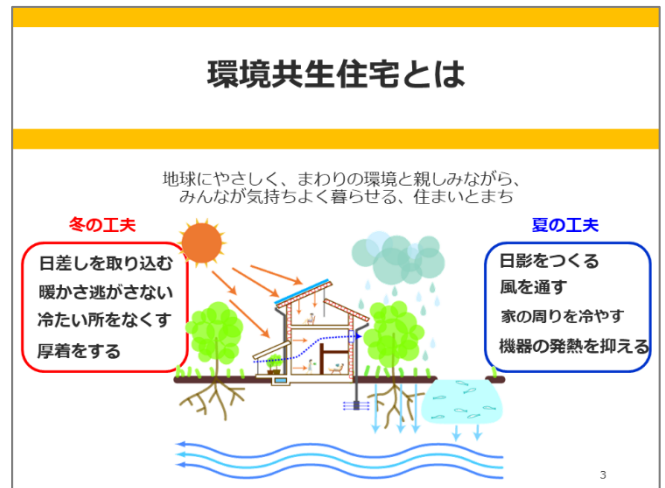 環境共生住宅とは
地球にやさしく、まわりの環境と親しみながら、
みんなが気持ちよく暮らせる、住まいとまち
冬の工夫
日差しを取り込む
暖かさ逃がさない
冷たい所をなくす
厚着をする
夏の工夫
日影をつくる
風を通す
家の周りを冷やす
機器の発熱を抑える
3